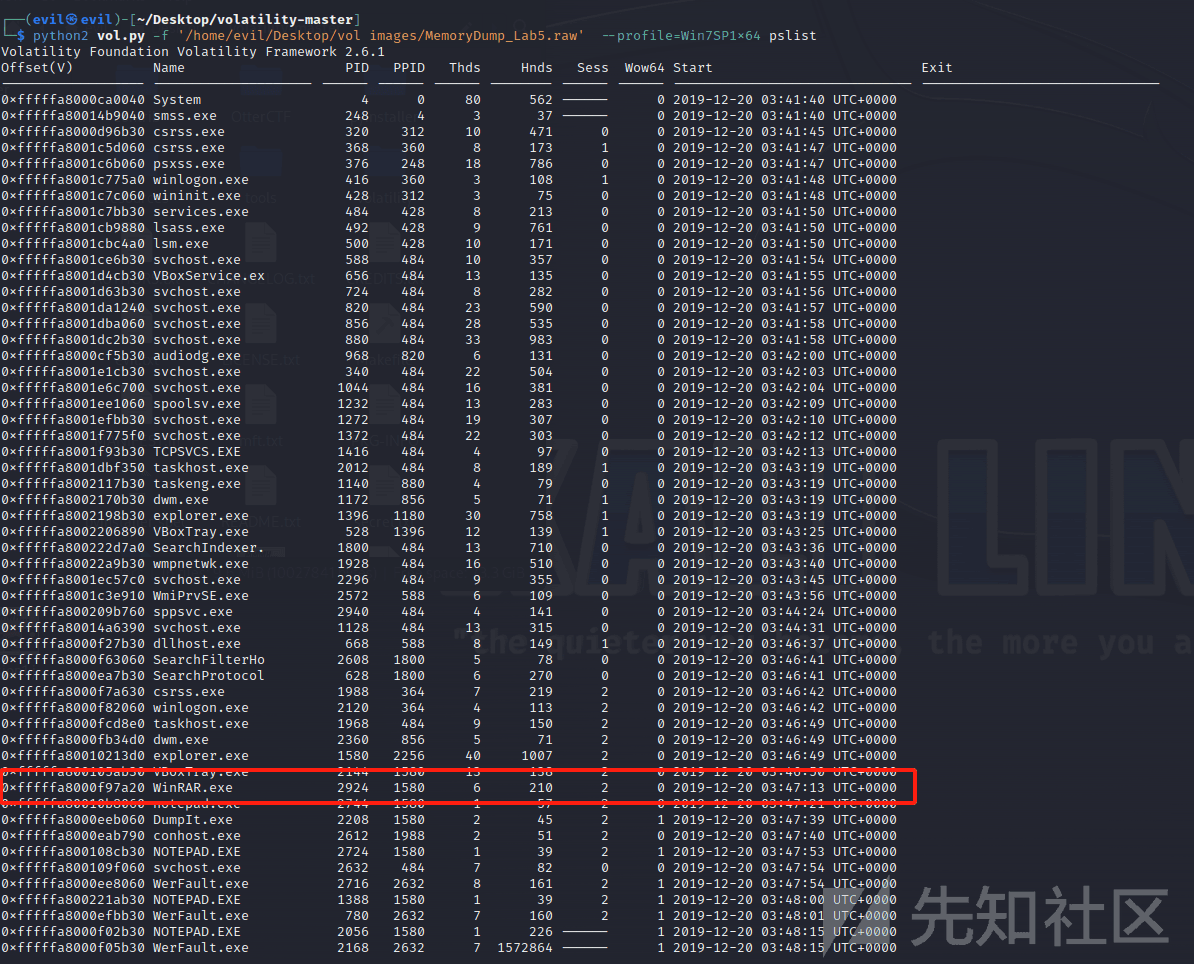 ┌──(evil㉿evil)-[~/Desktop/volatility-master]
└─$ python2 vol.py -f '/home/evil/Desktop/vol images/MemoryDump_Lab5.raw'  --profile=Win7SP1×64 pslist
Volatility Foundation Volatility Framework 2.6.1
Offset(V) Name PID PPID Thds Hnds Sess Wow64 Start Exit
0×fffffa8000ca0040 System 4 0 80 562 —— 0 2019-12-20 03:41:40 UTC+0000
0×fffffa80014b9040 smss.exe 248 4 3 37 —— 0 2019-12-20 03:41:40 UTC+0000
0×fffffa8000d96b30 csrss.exe 320 312 10 471 0 0 2019-12-20 03:41:45 UTC+0000
0×fffffa8001c5d060 csrss.exe 368 360 8 173 1 0 2019-12-20 03:41:47 UTC+0000
0×fffffa8001c6b060 psxss.exe 376 248 18 786 0 0 2019-12-20 03:41:47 UTC+0000
0×fffffa8001c775a0 winlogon.exe 416 360 3 108 1 0 2019-12-20 03:41:48 UTC+0000
0×fffffa8001c7c060 wininit.exe 428 312 3 75 0 0 2019-12-20 03:41:48 UTC+0000
0×fffffa8001c7bb30 services.exe 484 428 8 213 0 0 2019-12-20 03:41:50 UTC+0000
0×fffffa8001cb9880 lsass.exe 492 428 9 761 0 0 2019-12-20 03:41:50 UTC+0000
0×fffffa8001cbc4a0 lsm.exe 500 428 10 171 0 0 2019-12-20 03:41:50 UTC+0000
0×fffffa8001ce6b30 svchost.exe 588 484 10 357 0 0 2019-12-20 03:41:54 UTC+0000
0×fffffa8001d4cb30 VBoxService.ex 656 484 13 135 0 0 2019-12-20 03:41:55 UTC+0000
0×fffffa8001d63b30 svchost.exe 724 484 8 282 0 0 2019-12-20 03:41:56 UTC+0000
0×fffffa8001da1240 svchost.exe 820 484 23 590 0 0 2019-12-20 03:41:57 UTC+0000
0×fffffa8001dba060 svchost.exe 856 484 28 535 0 0 2019-12-20 03:41:58 UTC+0000
0×fffffa8001dc2b30 svchost.exe 880 484 33 983 0 0 2019-12-20 03:41:58 UTC+0000
0×fffffa8000cf5b30 audiodg.exe 968 820 6 131 0 0 2019-12-20 03:42:00 UTC+0000
0×fffffa8001e1cb30 svchost.exe 340 484 22 504 0 0 2019-12-20 03:42:03 UTC+0000
0×fffffa8001e6c700 svchost.exe 1044 484 16 381 0 0 2019-12-20 03:42:04 UTC+0000
0×fffffa8001ee1060 spoolsv.exe 1232 484 13 283 0 0 2019-12-20 03:42:09 UTC+0000
0×fffffa8001efbb30 svchost.exe 1272 484 19 307 0 0 2019-12-20 03:42:10 UTC+0000
0×fffffa8001f775f0 svchost.exe 1372 484 22 303 0 0 2019-12-20 03:42:12 UTC+0000
0×fffffa8001f93b30 TCPSVCS.EXE 1416 484 4 97 0 0 2019-12-20 03:42:13 UTC+0000
0×fffffa8001dbf350 taskhost.exe 2012 484 8 189 1 0 2019-12-20 03:43:19 UTC+0000
0×fffffa8002117b30 taskeng.exe 1140 880 4 79 0 0 2019-12-20 03:43:19 UTC+0000
0×fffffa8002170b30 dwm.exe 1172 856 5 71 1 0 2019-12-20 03:43:19 UTC+0000
0×fffffa8002198b30 explorer.exe 1396 1180 30 758 1 0 2019-12-20 03:43:19 UTC+0000
0×fffffa8002206890 VBoxTray.exe 528 1396 12 139 1 0 2019-12-20 03:43:25 UTC+0000
0×fffffa800222d7a0 SearchIndexer. 1800 484 13 710 0 0 2019-12-20 03:43:36 UTC+0000
0×fffffa80022a9b30 wmpnetwk.exe 1928 484 16 510 0 0 2019-12-20 03:43:40 UTC+0000
0×fffffa8001ec57c0 svchost.exe 2296 484 9 355 0 0 2019-12-20 03:43:45 UTC+0000
0×fffffa8001c3e910 WmiPrvSE.exe 2572 588 6 109 0 0 2019-12-20 03:43:56 UTC+0000
0×fffffa800209b760 sppsvc.exe 2940 484 4 141 0 0 2019-12-20 03:44:24 UTC+0000
0×fffffa80014a6390 svchost.exe 1128 484 13 315 0 0 2019-12-20 03:44:31 UTC+0000
0×fffffa8000f27b30 dllhost.exe 668 588 8 149 1 0 2019-12-20 03:46:37 UTC+0000
0×fffffa8000f63060 SearchFilterHo 2608 1800 5 78 0 0 2019-12-20 03:46:41 UTC+0000
0×fffffa8000ea7b30 SearchProtocol 628 1800 6 270 0 0 2019-12-20 03:46:41 UTC+0000
0×fffffa8000f7a630 csrss.exe 1988 364 7 219 2 0 2019-12-20 03:46:42 UTC+0000
0×fffffa8000f82060 winlogon.exe 2120 364 4 113 2 0 2019-12-20 03:46:42 UTC+0000
0×fffffa8000fcd8e0 taskhost.exe 1968 484 9 150 2 0 2019-12-20 03:46:49 UTC+0000
0×fffffa8000fb34d0 dwm.exe 2360 856 5 71 2 0 2019-12-20 03:46:49 UTC+0000
0×fffffa80010213d0 explorer.exe 1580 2256 40 1007 2 0 2019-12-20 03:46:49 UTC+0000
VBoxTray.exe 2144 1580 13 138 2 0 2019-12-20 03:46:50 UTC+0000
0×fffffa8000f97a20 WinRAR.exe 2924 1580 6 210 2 0 2019-12-20 03:47:13 UTC+0000
notepad.exe 2744 1580 1 57 2 0 2019-12-20 03:47:21 UTC+0000
0×fffffa8000eeb060 DumpIt.exe 2208 1580 2 45 2 1 2019-12-20 03:47:39 UTC+0000
0×fffffa8000eab790 conhost.exe 2612 1988 2 51 2 0 2019-12-20 03:47:40 UTC+0000
0×fffffa800108cb30 NOTEPAD.EXE 2724 1580 1 39 2 1 2019-12-20 03:47:53 UTC+0000
0×fffffa800109f060 svchost.exe 2632 484 7 82 0 0 2019-12-20 03:47:54 UTC+0000
0×fffffa8000ee8060 WerFault.exe 2716 2632 8 161 2 1 2019-12-20 03:47:54 UTC+0000
0×fffffa800221ab30 NOTEPAD.EXE 1388 1580 1 39 2 1 2019-12-20 03:48:00 UTC+0000
0×fffffa8000efbb30 WerFault.exe 780 2632 7 160 2 1 2019-12-20 03:48:01 UTC+0000
0×fffffa8000f02b30 NOTEPAD.EXE 2056 1580 1 226 —— 1 2019-12-20 03:48:15 UTC+0000
0×fffffa8000f05b30 WerFault.exe 2168 2632 7 1572864 —— 1 2019-12-20 03:48:15 UTC+0000
先知社区